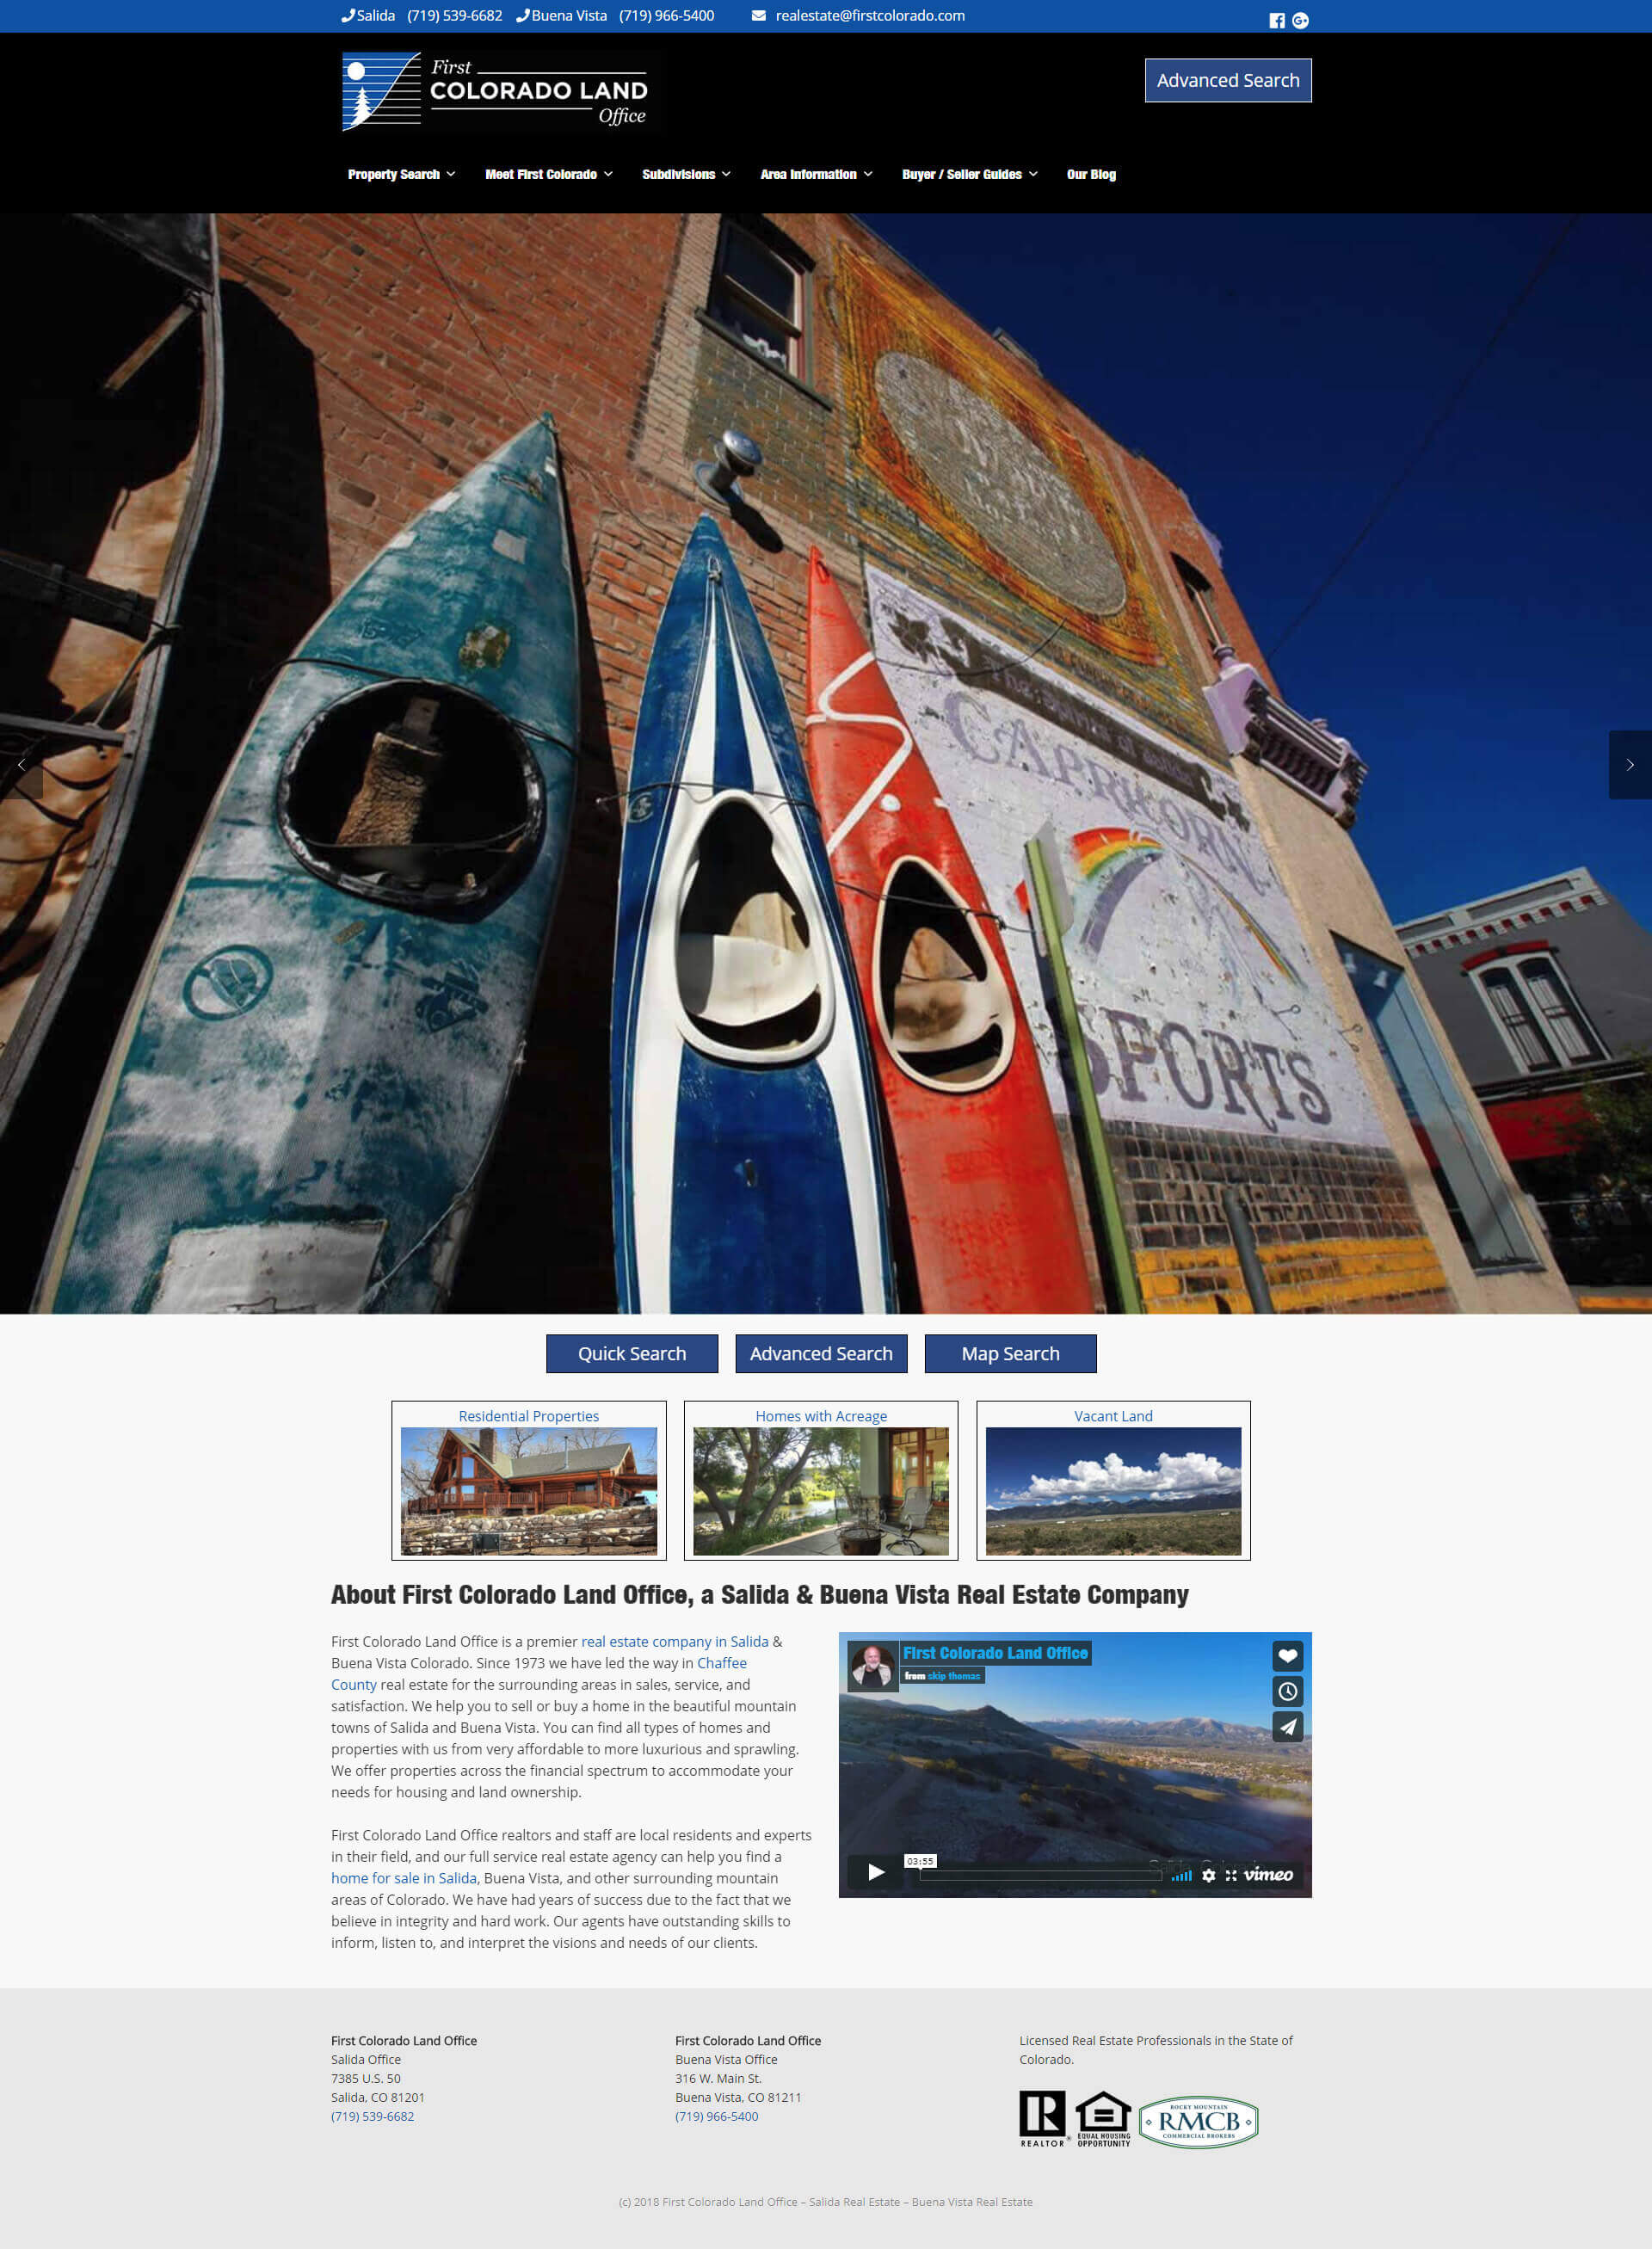 Salida (719) 539-6682 Buena Vista (719) 966-5400 realestate@firstcolorado.com
First
COLORADO LAND
Office
Advanced Search
Property Search Meet First Colorado Subdivisions Area Information Buyer / Seller Guides Our Blog
CAPRICORN
SPORTS
Quick Search Advanced Search Map Search
Residential Properties Homes with Acreage Vacant Land
About First Colorado Land Office, a Salida & Buena Vista Real Estate Company
First Colorado Land Office is a premier real estate company in Salida &
Buena Vista Colorado. Since 1973 we have led the way in Chaffee
County real estate for the surrounding areas in sales, service, and
satisfaction. We help you to sell or buy a home in the beautiful mountain
towns of Salida and Buena Vista. You can find all types of homes and
properties with us from very affordable to more luxurious and sprawling.
We offer properties across the financial spectrum to accommodate your
needs for housing and land ownership.
First Colorado Land Office realtors and staff are local residents and experts
in their field, and our full service real estate agency can help you find a
home for sale in Salida, Buena Vista, and other surrounding mountain
areas of Colorado. We have had years of success due to the fact that we
believe in integrity and hard work. Our agents have outstanding skills to
inform, listen to, and interpret the visions and needs of our clients.
First Colorado Land Office
from skip thomas
03:55
Salida, Colorado
vimeo
First Colorado Land Office
Salida Office
7385 U.S. 50
Salida, CO 81201
(719) 539-6682
First Colorado Land Office
Buena Vista Office
316 W. Main St.
Buena Vista, CO 81211
(719) 966-5400
Licensed Real Estate Professionals in the State of
Colorado.
REALTOR®
EQUAL HOUSING
OPPORTUNITY
ROCKY MOUNTAIN
RMCB
COMMERCIAL BROKERS
(c) 2018 First Colorado Land Office – Salida Real Estate – Buena Vista Real Estate